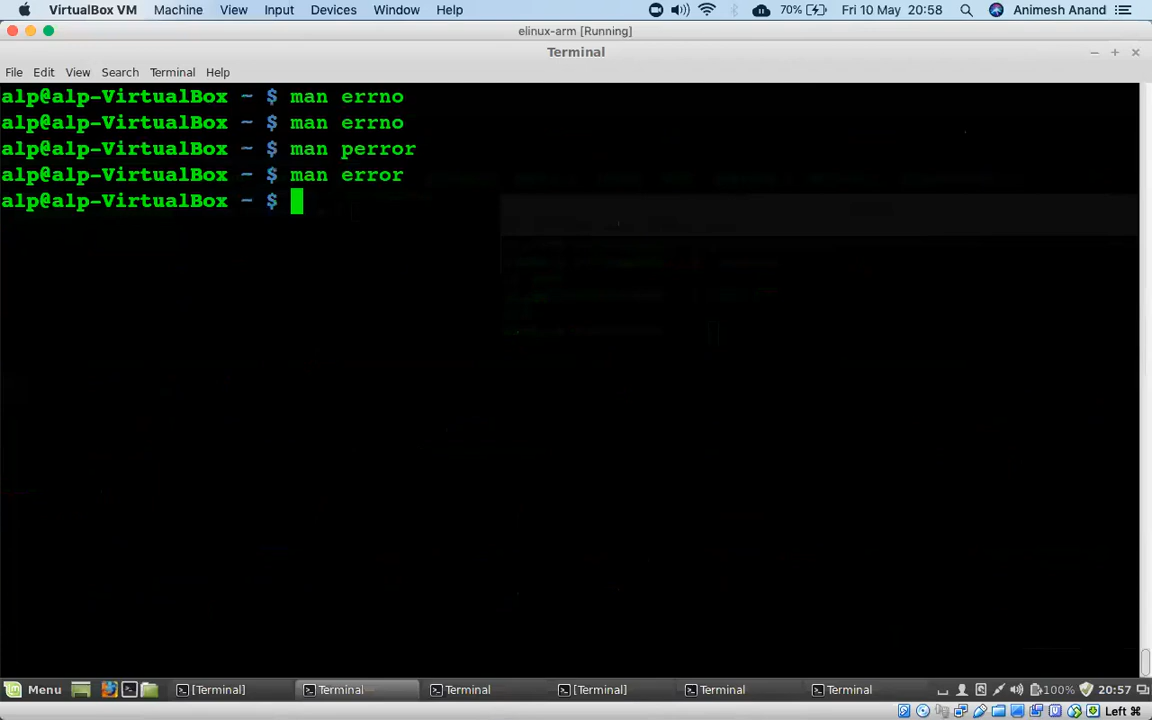 VirtualBox VM Machine View Input Devices Window Help 70% Fri 10 May 20:58 Animesh Anand
elinux-arm [Running]
Terminal
File Edit View Search Terminal Help
alp@alp-VirtualBox ~ $ man errno
alp@alp-VirtualBox ~ $ man errno
alp@alp-VirtualBox ~ $ man perror
alp@alp-VirtualBox ~ $ man error
alp@alp-VirtualBox ~ $
Menu [Terminal] Terminal Terminal [Terminal] Terminal Terminal 100% 20:57
Left ⌘